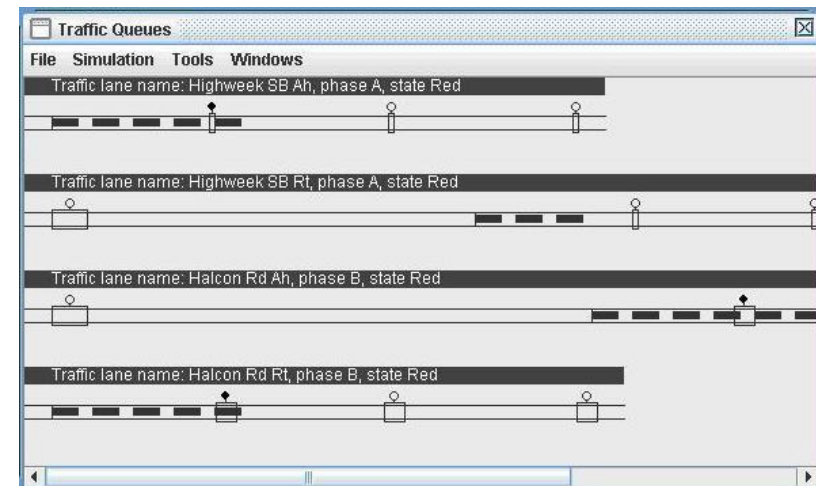 Traffic Queues
File Simulation Tools Windows
Traffic lane name: Highweek SB Ah, phase A, state Red
Traffic lane name: Highweek SB Rt, phase A, state Red
Traffic lane name: Halcon Rd Ah, phase B, state Red
Traffic lane name: Halcon Rd Rt, phase B, state Red